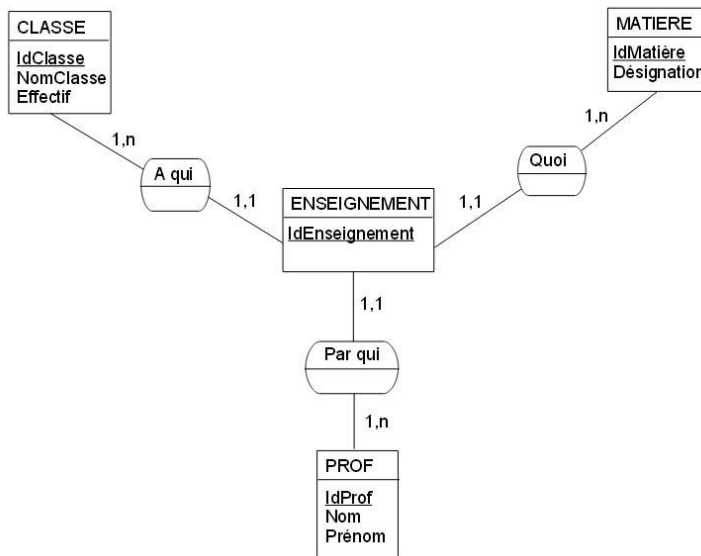 CLASSE
IdClasse
NomClasse
Effectif
MATIERE
IdMatière
Désignation
1,n
1,n
A qui
Quoi
1,1
1,1
ENSEIGNEMENT
IdEnseignement
1,1
Par qui
1,n
PROF
IdProf
Nom
Prénom